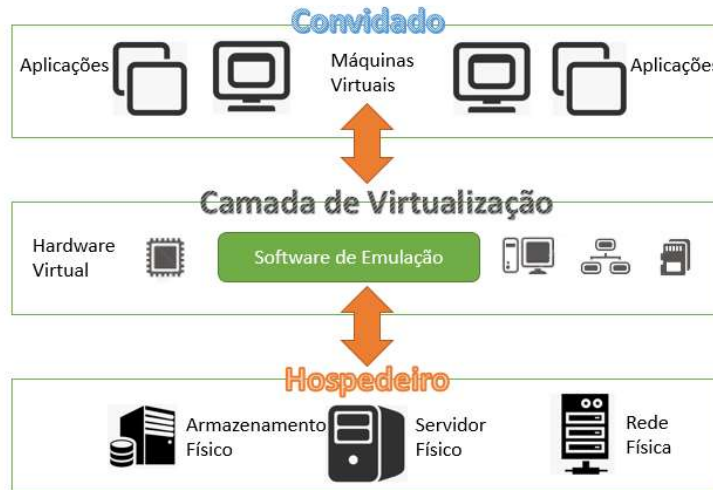 Convidado
Aplicações
Máquinas
Virtuais
Aplicações
Camada de Virtualização
Hardware
Virtual
Software de Emulação
Hospedeiro
Armazenamento
Físico
Servidor
Físico
Rede
Física